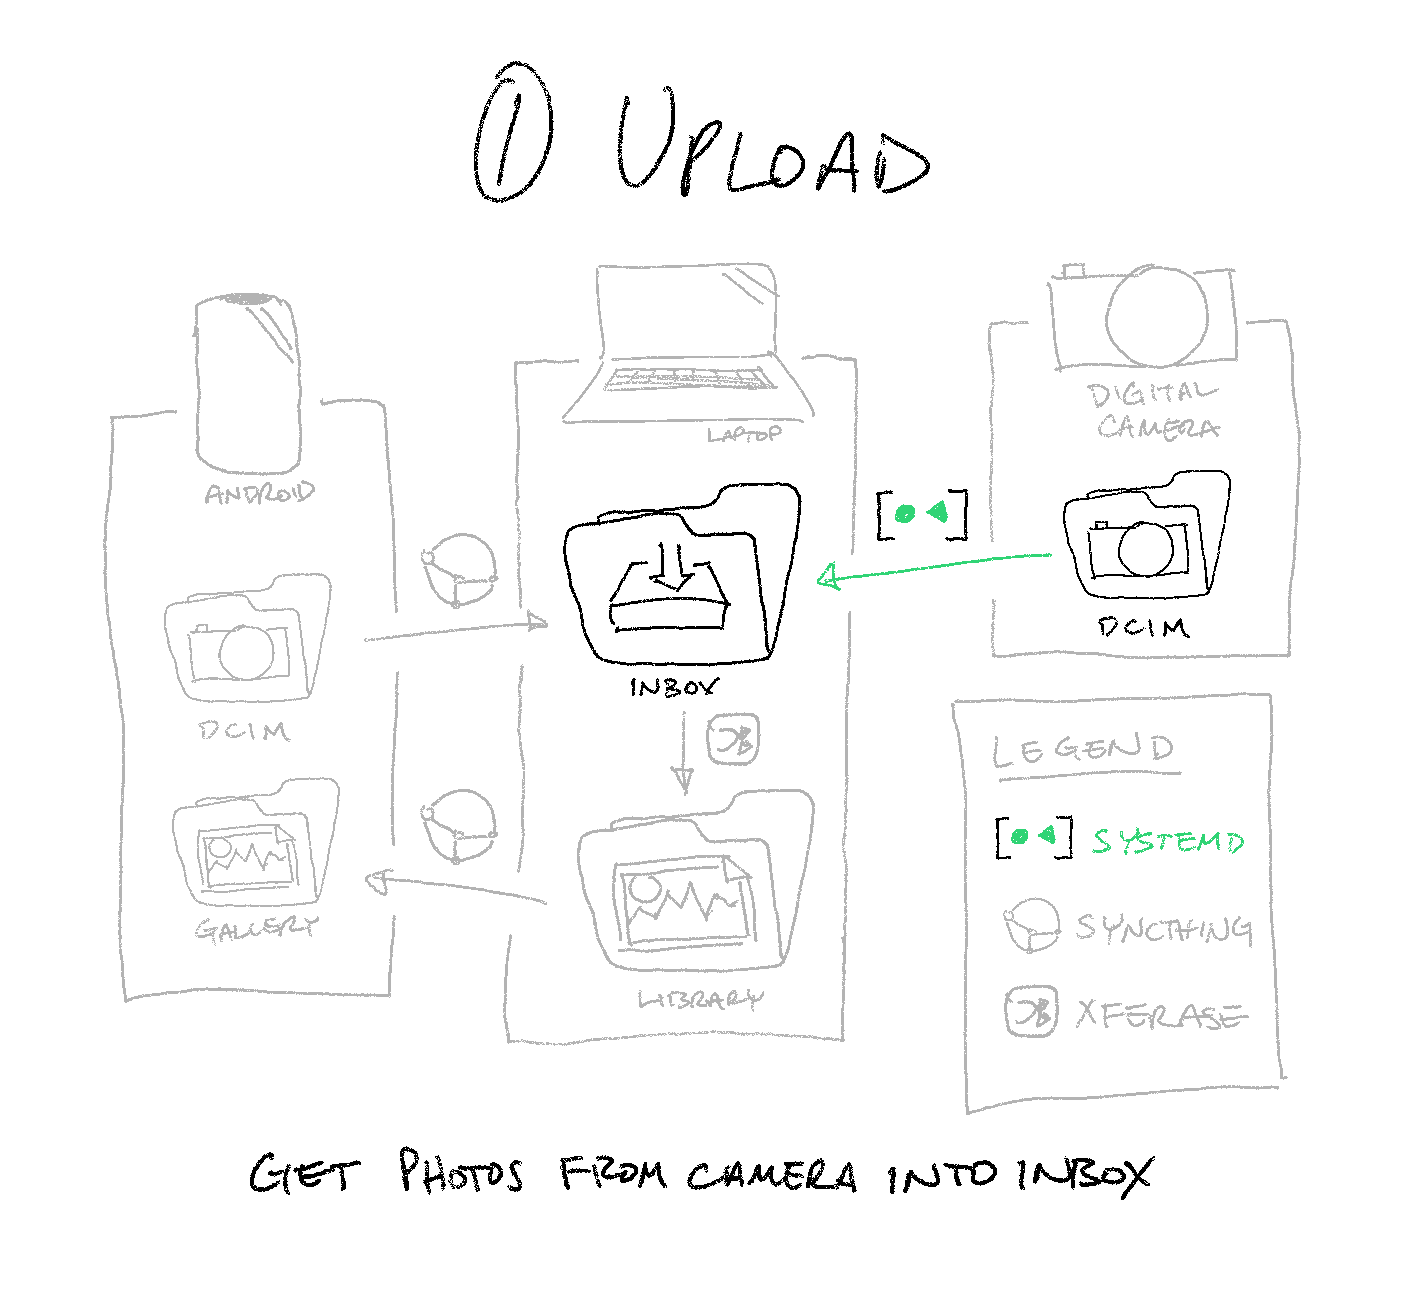 ① UPLOAD
ANDROID
DCIM
GALLERY
LAPTOP
INBOX
LIBRARY
DIGITAL
CAMERA
DCIM
LEGEND
[● ◀] SYSTEMD
SYNCTHING
XFERASE
GET PHOTOS FROM CAMERA INTO INBOX